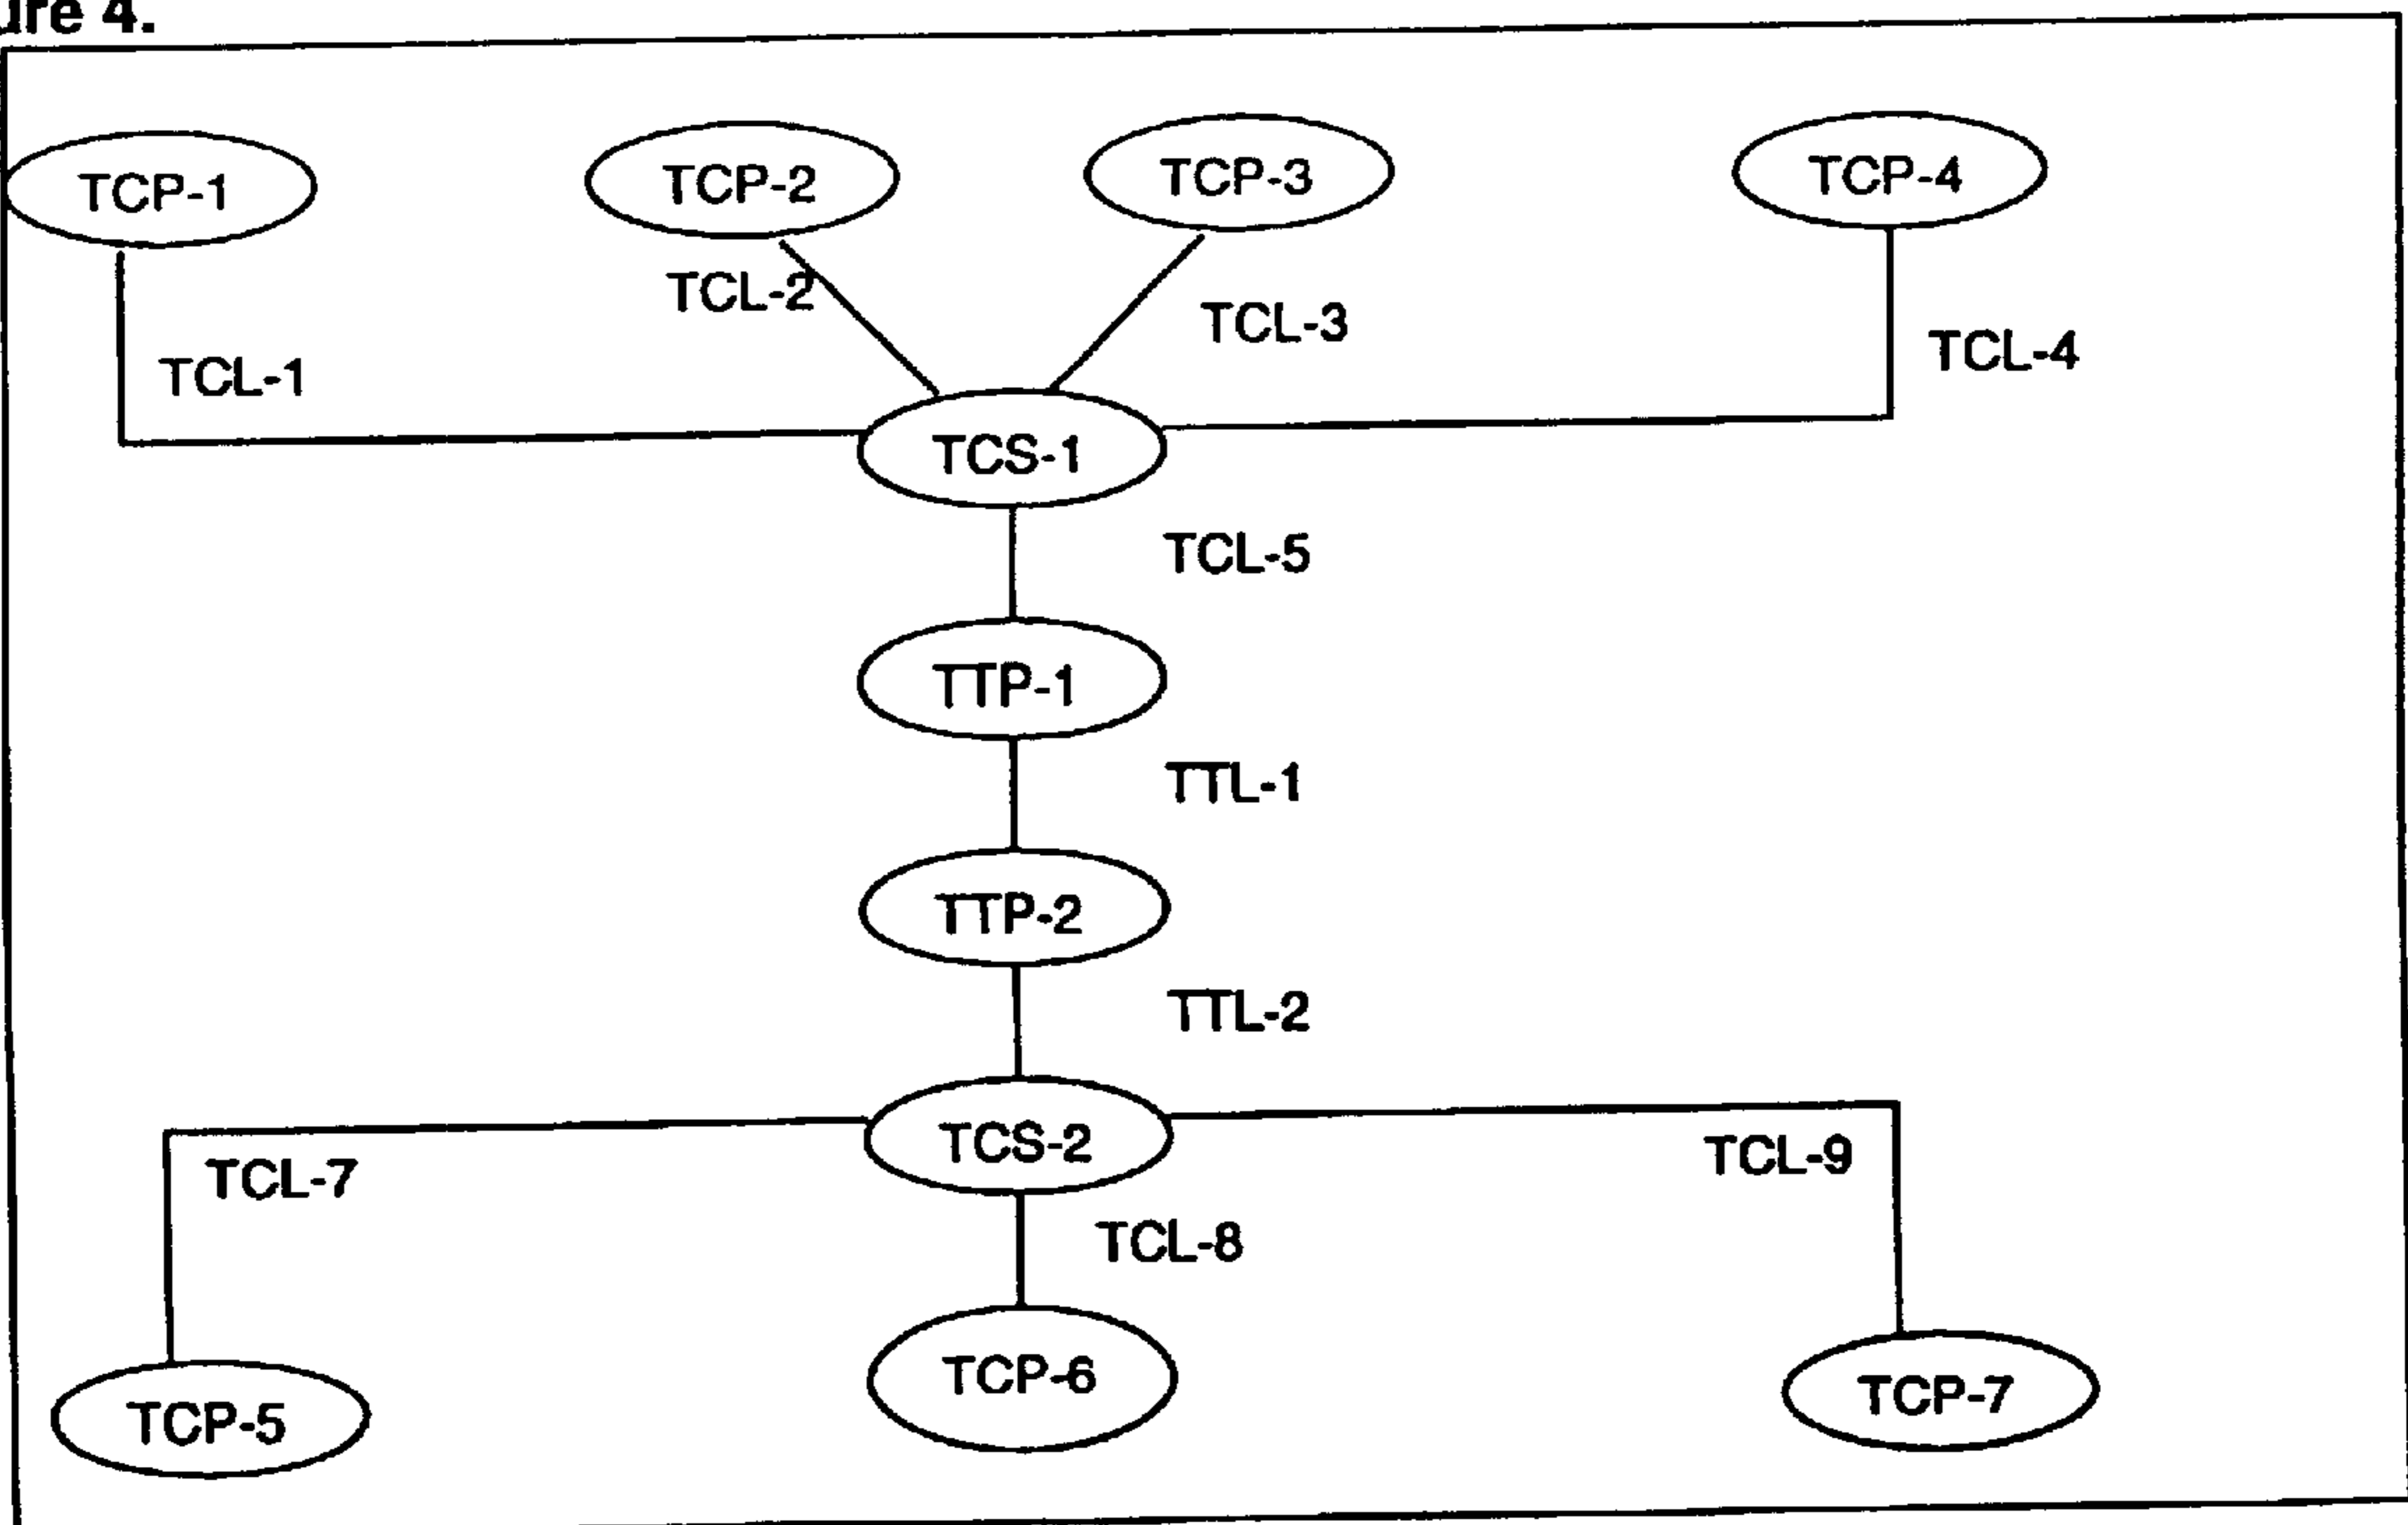 4.
TCP-1
TCP-2
TCP-3
TCP-4
TCL-2
TCL-3
TCL-4
TCL-1
TCS-1
TCL-5
TTP-1
TTL-1
TTP-2
TTL-2
TCS-2
TCL-7
TCL-9
TCL-8
TCP-5
TCP-6
TCP-7